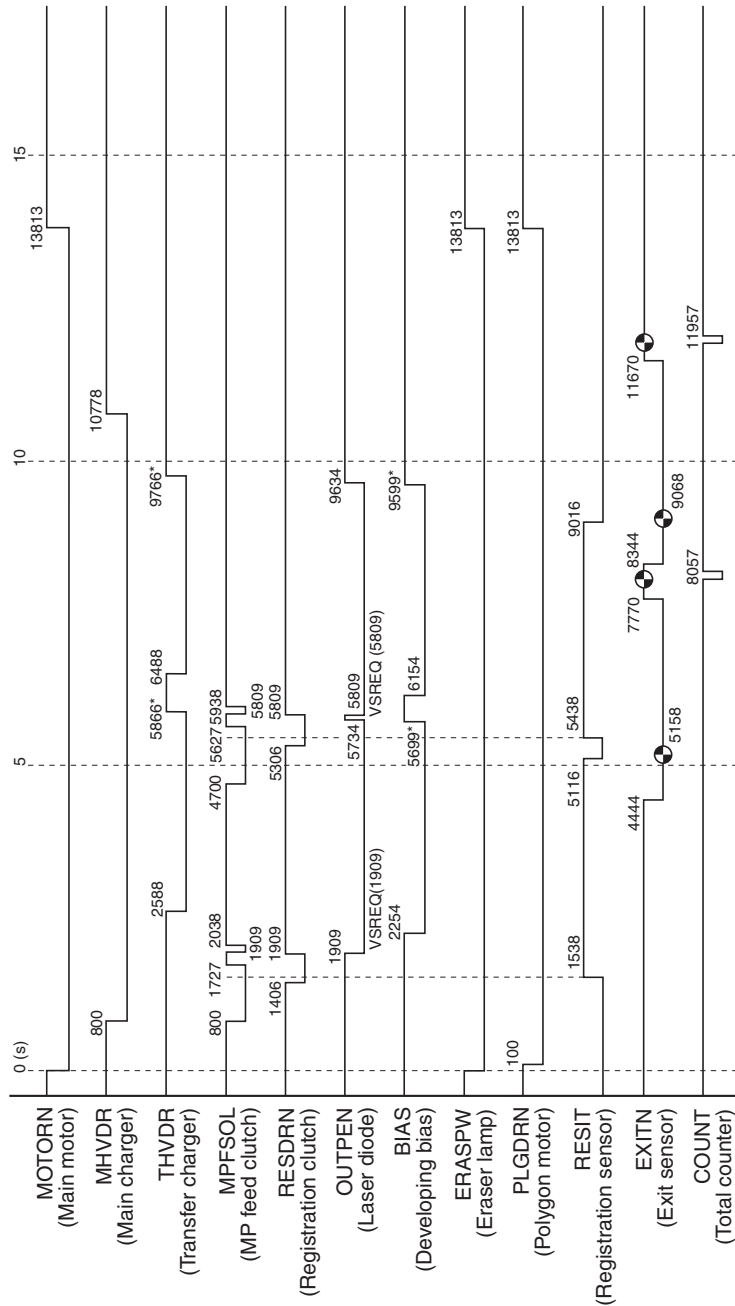 0 (s)
5
10
15
MOTORN
(Main motor)
13813
MHVDR
(Main charger)
800
10778
THVDR
(Transfer charger)
2588
5866*
6488
9766*
MPFSOL
(MP feed clutch)
800
1727
1909
2038
4700
5627
5809
5938
RESDRN
(Registration clutch)
1406
1909
5306
5809
OUTPEN
(Laser diode)
1909
VSREQ(1909)
5734
5809
VSREQ (5809)
9634
BIAS
(Developing bias)
2254
5699*
6154
9599*
ERASPW
(Eraser lamp)
13813
PLGDRN
(Polygon motor)
100
13813
RESIT
(Registration sensor)
1538
5116
5438
9016
EXITN
(Exit sensor)
4444
5158
7770
8344
9068
11670
COUNT
(Total counter)
8057
11957